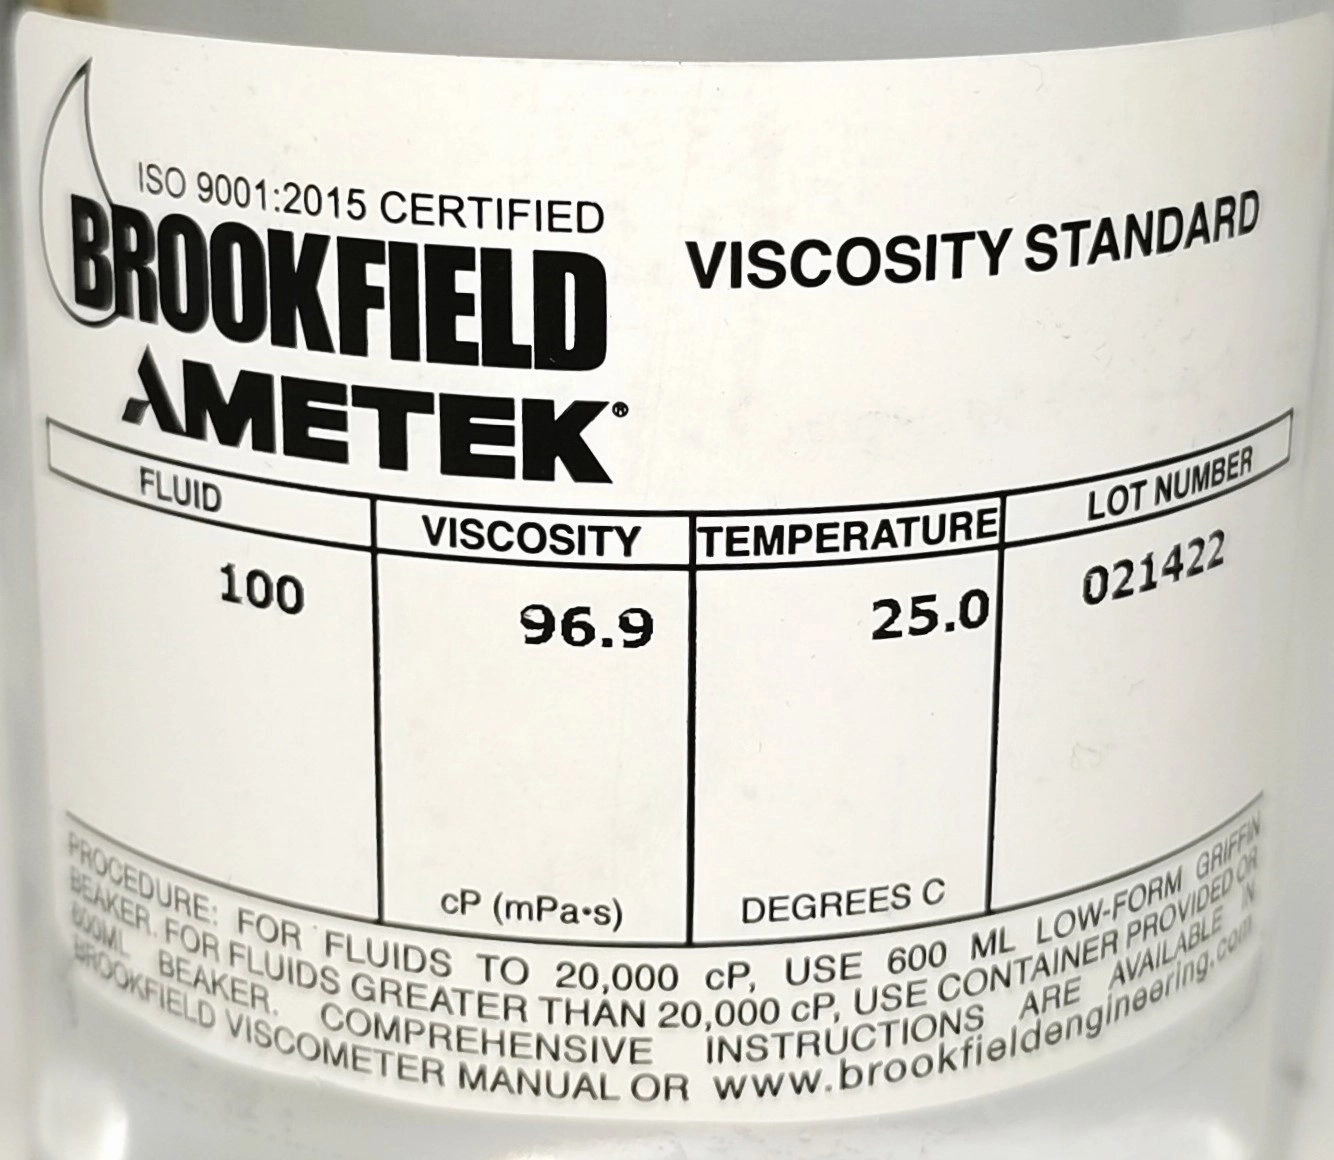 ISO 9001:2015 CERTIFIED
BROOKFIELD
AMETEK®
VISCOSITY STANDARD
FLUID VISCOSITY TEMPERATURE LOT NUMBER
100 96.9 25.0 021422
cP (mPa•s) DEGREES C
PROCEDURE: FOR FLUIDS TO 20,000 cP, USE 600 ML LOW-FORM GRIFFIN
BEAKER. FOR FLUIDS GREATER THAN 20,000 cP, USE CONTAINER PROVIDED OR
600ML BEAKER. COMPREHENSIVE INSTRUCTIONS ARE AVAILABLE IN
BROOKFIELD VISCOMETER MANUAL OR www.brookfieldengineering.com